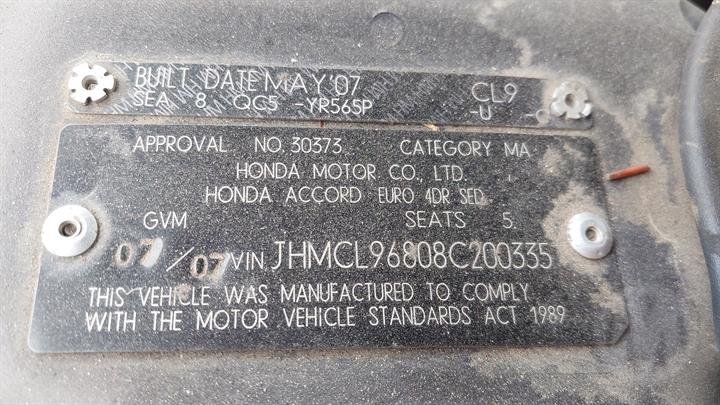 BUILT DATE MAY'07
SEA 8 QC5 -YR565P CL9
-U -C
APPROVAL NO. 30373 CATEGORY MA
HONDA MOTOR CO., LTD.
HONDA ACCORD EURO 4DR SED
GVM SEATS 5
07/07 VIN JHMCL96808C200335
THIS VEHICLE WAS MANUFACTURED TO COMPLY
WITH THE MOTOR VEHICLE STANDARDS ACT 1989